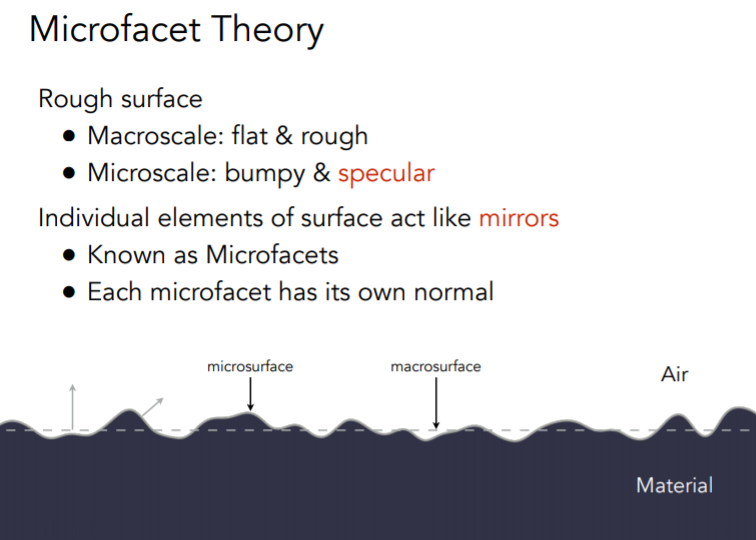 Microfacet Theory
Rough surface
● Macroscale: flat & rough
● Microscale: bumpy & specular
Individual elements of surface act like mirrors
● Known as Microfacets
● Each microfacet has its own normal
microsurface
macrosurface
Air
Material